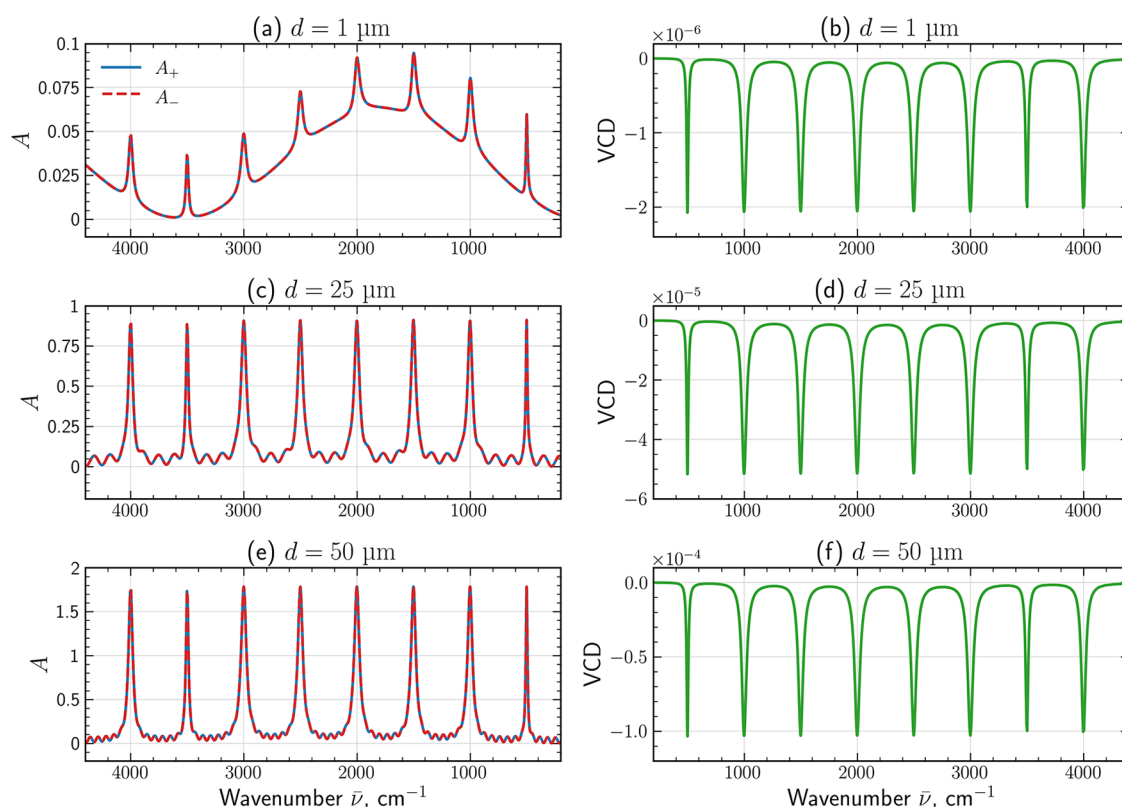 (a) d = 1 µm
0.1
0.075
0.05
0.025
0
A
A₊
A₋
4000 3000 2000 1000
(b) d = 1 µm
×10⁻⁶
0
−1
−2
VCD
1000 2000 3000 4000
(c) d = 25 µm
1
0.75
0.5
0.25
0
A
4000 3000 2000 1000
(d) d = 25 µm
×10⁻⁵
0
−2
−4
−6
VCD
1000 2000 3000 4000
(e) d = 50 µm
2
1.5
1
0.5
0
A
4000 3000 2000 1000
Wavenumber ν̄, cm⁻¹
(f) d = 50 µm
×10⁻⁴
0.0
−0.5
−1.0
VCD
1000 2000 3000 4000
Wavenumber ν̄, cm⁻¹